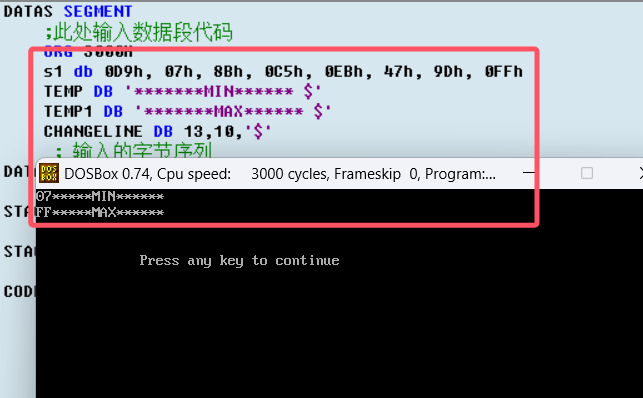 DATAS SEGMENT
;此处输入数据段代码
ORG 3000H
s1 db 0D9h, 07h, 8Bh, 0C5h, 0EBh, 47h, 9Dh, 0FFh
TEMP DB '*******MIN****** $'
TEMP1 DB '*******MAX****** $'
CHANGELINE DB 13,10,'$'
; 输入的字节序列
DATA
DOSBox 0.74, Cpu speed: 3000 cycles, Frameskip 0, Program:...
07*****MIN******
FF*****MAX******
STA
Press any key to continue
STAC
CODE